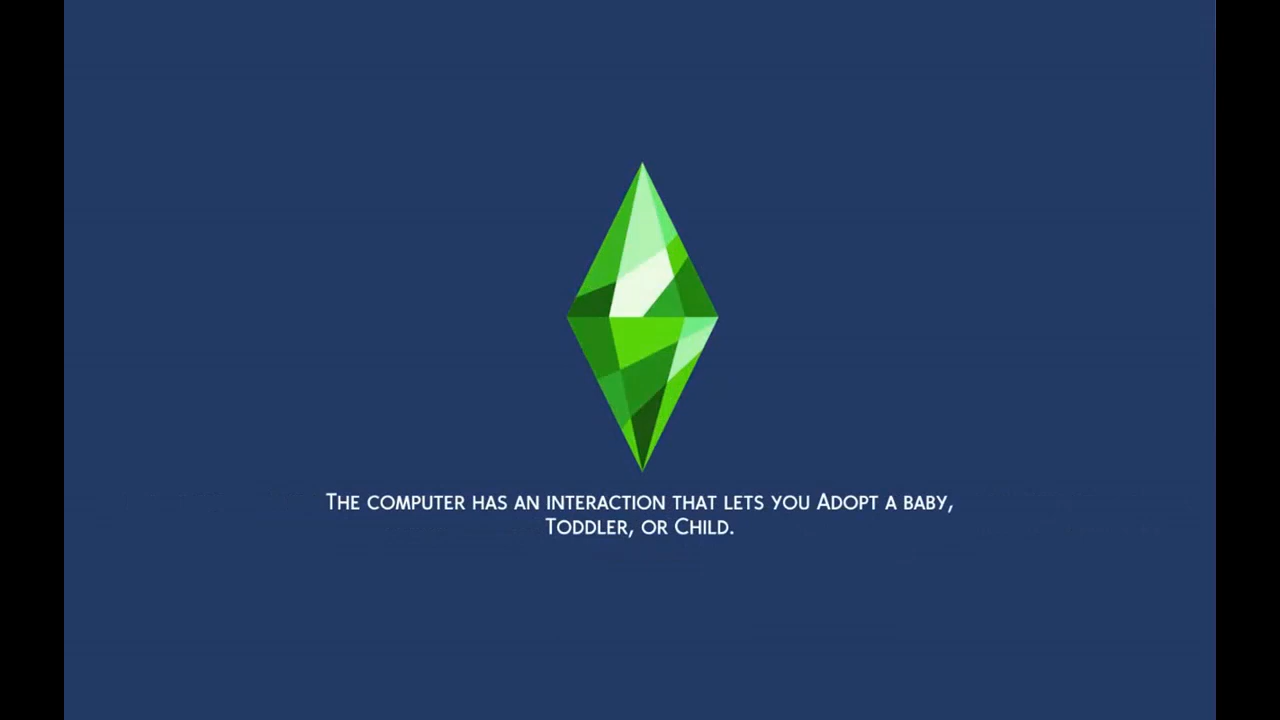 The computer has an interaction that lets you Adopt a baby,
Toddler, or Child.